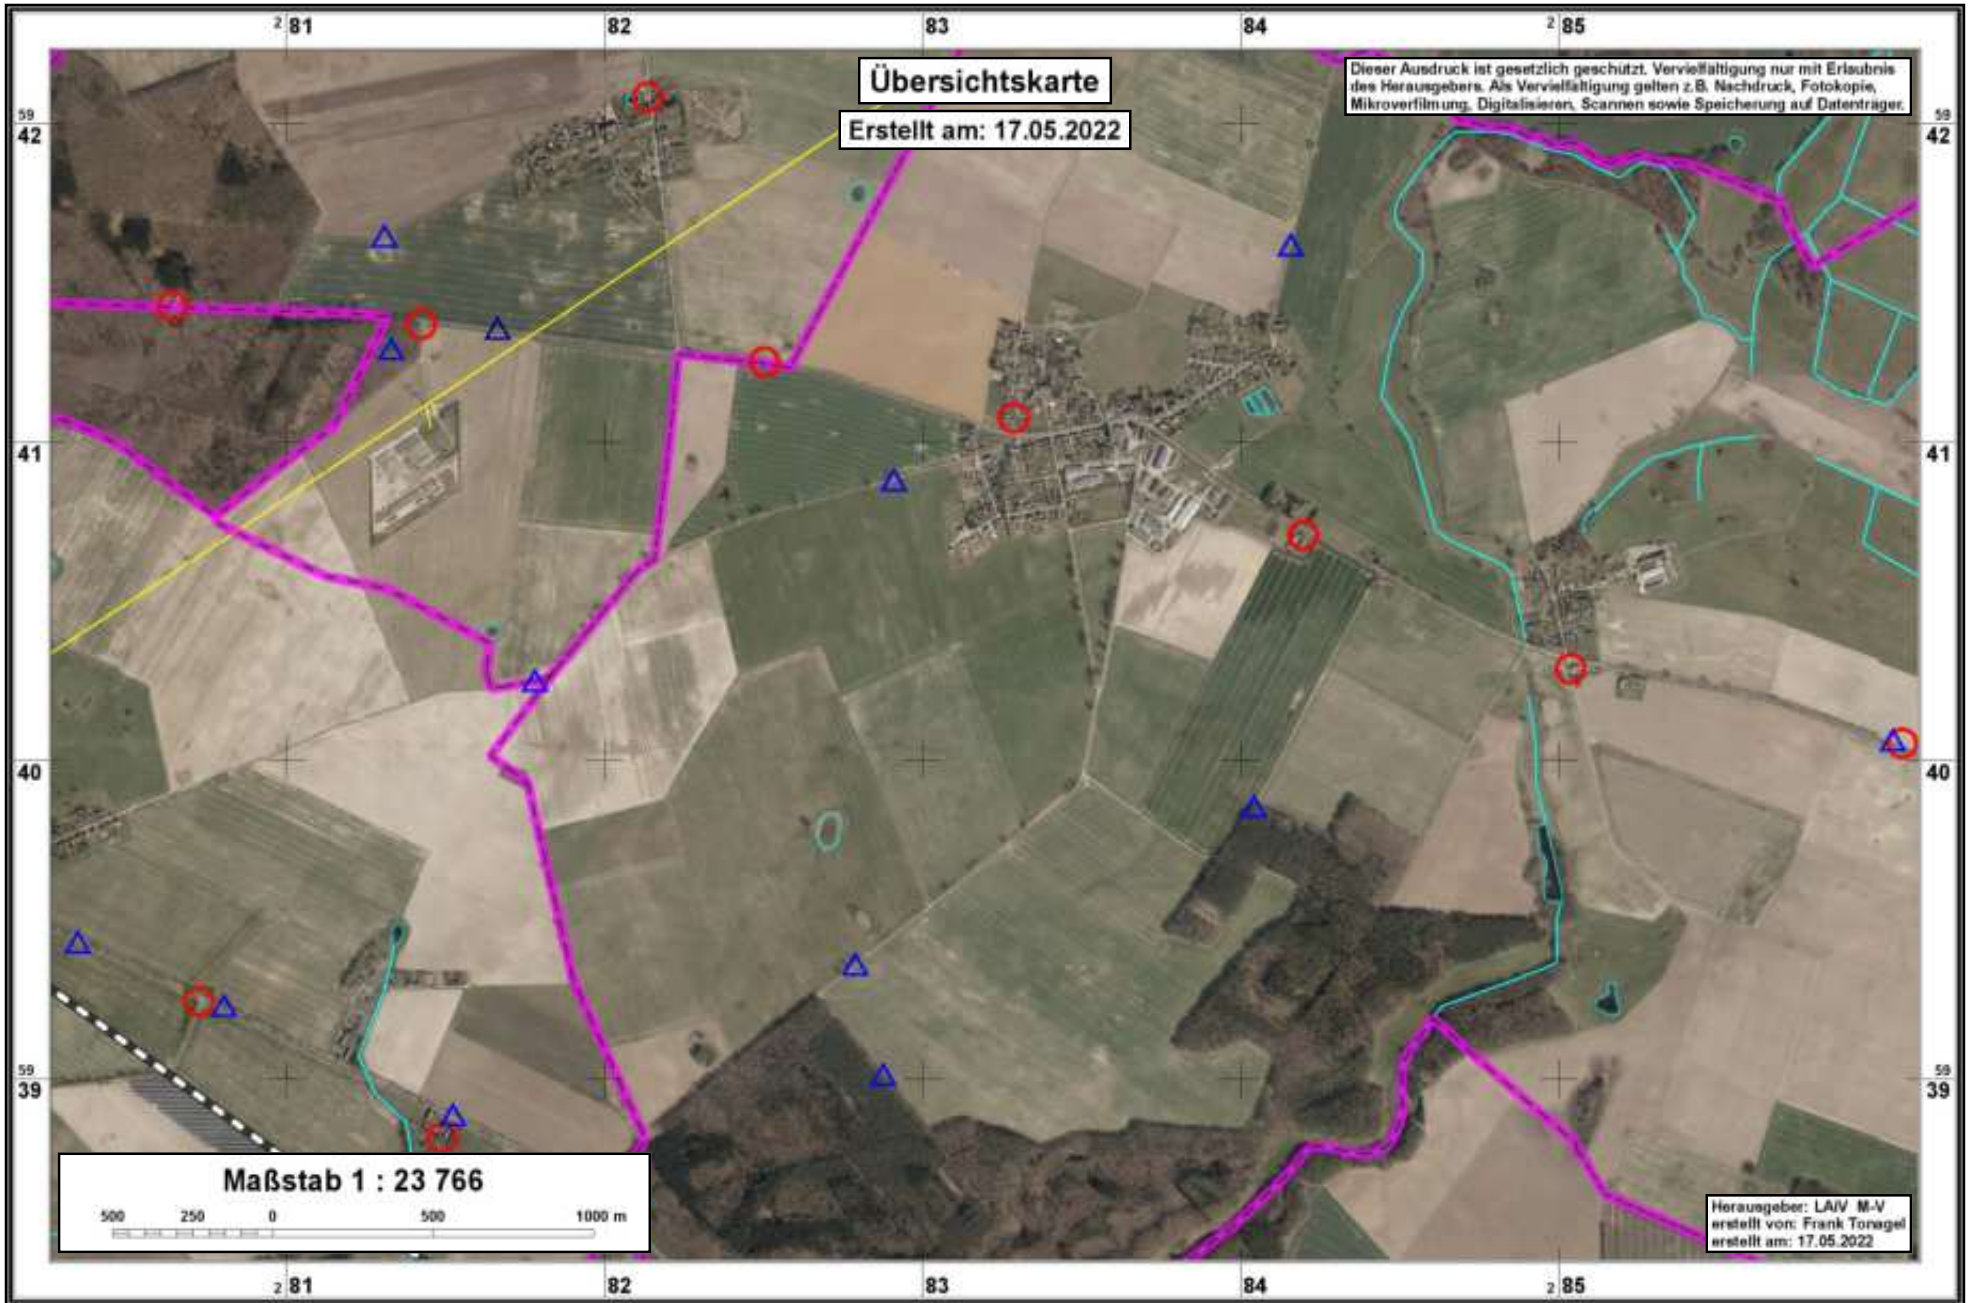 2 81 82 83 84 2 85
Übersichtskarte
Erstellt am: 17.05.2022
Dieser Ausdruck ist gesetzlich geschützt. Vervielfältigung nur mit Erlaubnis
des Herausgebers. Als Vervielfältigung gelten z.B. Nachdruck, Fotokopie,
Mikroverfilmung, Digitalisieren, Scannen sowie Speicherung auf Datenträger.
59 59
42 42
41 41
40 40
59 59
39 39
Maßstab 1 : 23 766
500 250 0 500 1000 m
Herausgeber: LAiV M-V
erstellt von: Frank Tonagel
erstellt am: 17.05.2022
2 81 82 83 84 2 85